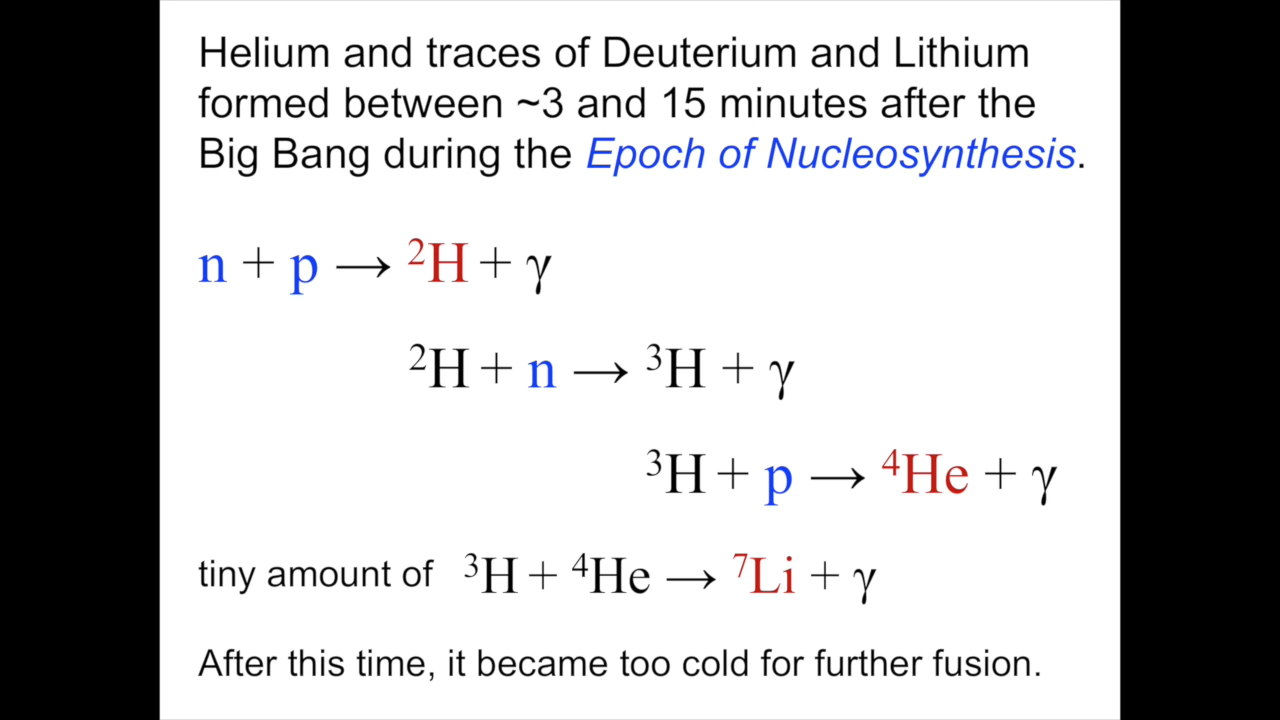 Helium and traces of Deuterium and Lithium
formed between ~3 and 15 minutes after the
Big Bang during the Epoch of Nucleosynthesis.
n + p → ²H + γ
²H + n → ³H + γ
³H + p → ⁴He + γ
tiny amount of ³H + ⁴He → ⁷Li + γ
After this time, it became too cold for further fusion.